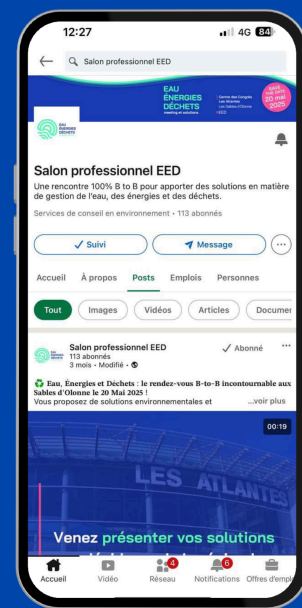 12:27
4G 84
Salon professionnel EED
EAU
ÉNERGIES
DÉCHETS
meeting et solutions
Centre des Congrès
Les Atlantes
Les Sables d'Olonne
SAVE
THE DATE
20 mai
2025
EAU
ÉNERGIES
DÉCHETS
Salon professionnel EED
Une rencontre 100% B to B pour apporter des solutions en matière
de gestion de l'eau, des énergies et des déchets.
Services de conseil en environnement • 113 abonnés
Suivi
Message
Accueil À propos Posts Emplois Personnes
Tout Images Vidéos Articles Documen
Salon professionnel EED
113 abonnés
3 mois • Modifié •
Abonné
Eau, Énergies et Déchets : le rendez-vous B-to-B incontournable aux
Sables d'Olonne le 20 Mai 2025 !
Vous proposez de solutions environnementales et ...voir plus
00:19
LES ATLANTES
Venez présenter vos solutions
4
6
Accueil Vidéo Réseau Notifications Offres d'emplo